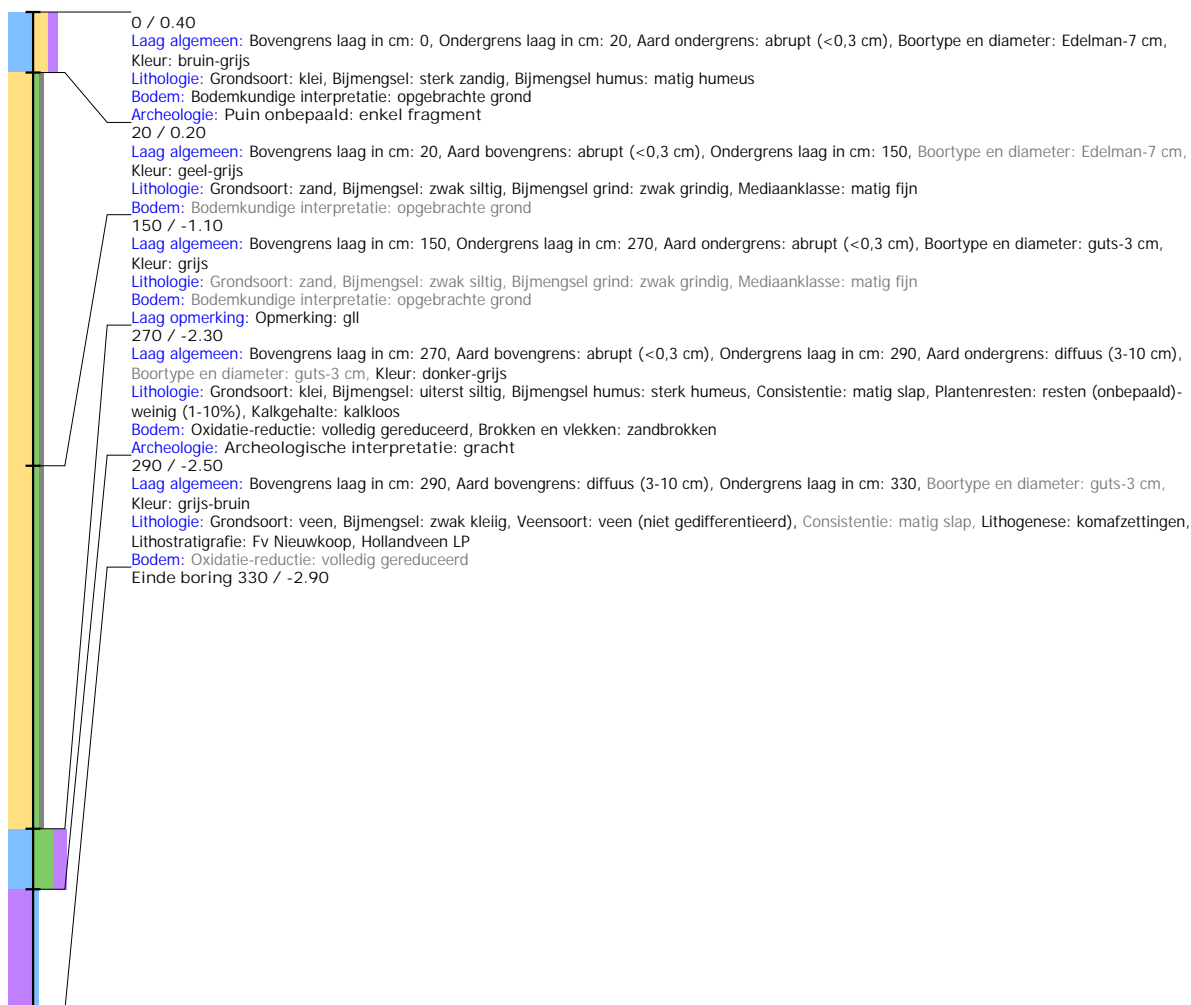 0 / 0.40
Laag algemeen: Bovengrens laag in cm: 0, Ondergrens laag in cm: 20, Aard ondergrens: abrupt (<0,3 cm), Boortype en diameter: Edelman-7 cm,
Kleur: bruin-grijs
Lithologie: Grondsoort: klei, Bijmengsel: sterk zandig, Bijmengsel humus: matig humeus
Bodem: Bodemkundige interpretatie: opgebrachte grond
Archeologie: Puin onbepaald: enkel fragment
20 / 0.20
Laag algemeen: Bovengrens laag in cm: 20, Aard bovengrens: abrupt (<0,3 cm), Ondergrens laag in cm: 150, Boortype en diameter: Edelman-7 cm,
Kleur: geel-grijs
Lithologie: Grondsoort: zand, Bijmengsel: zwak siltig, Bijmengsel grind: zwak grindig, Mediaanklasse: matig fijn
Bodem: Bodemkundige interpretatie: opgebrachte grond
150 / -1.10
Laag algemeen: Bovengrens laag in cm: 150, Ondergrens laag in cm: 270, Aard ondergrens: abrupt (<0,3 cm), Boortype en diameter: guts-3 cm,
Kleur: grijs
Lithologie: Grondsoort: zand, Bijmengsel: zwak siltig, Bijmengsel grind: zwak grindig, Mediaanklasse: matig fijn
Bodem: Bodemkundige interpretatie: opgebrachte grond
Laag opmerking: Opmerking: gll
270 / -2.30
Laag algemeen: Bovengrens laag in cm: 270, Aard bovengrens: abrupt (<0,3 cm), Ondergrens laag in cm: 290, Aard ondergrens: diffuus (3-10 cm),
Boortype en diameter: guts-3 cm, Kleur: donker-grijs
Lithologie: Grondsoort: klei, Bijmengsel: uiterst siltig, Bijmengsel humus: sterk humeus, Consistentie: matig slap, Plantenresten: resten (onbepaald)-
weinig (1-10%), Kalkgehalte: kalkloos
Bodem: Oxidatie-reductie: volledig gereduceerd, Brokken en vlekken: zandbrokken
Archeologie: Archeologische interpretatie: gracht
290 / -2.50
Laag algemeen: Bovengrens laag in cm: 290, Aard bovengrens: diffuus (3-10 cm), Ondergrens laag in cm: 330, Boortype en diameter: guts-3 cm,
Kleur: grijs-bruin
Lithologie: Grondsoort: veen, Bijmengsel: zwak kleiig, Veensoort: veen (niet gedifferentieerd), Consistentie: matig slap, Lithogenese: komafzettingen,
Lithostratigrafie: Fv Nieuwkoop, Hollandveen LP
Bodem: Oxidatie-reductie: volledig gereduceerd
Einde boring 330 / -2.90